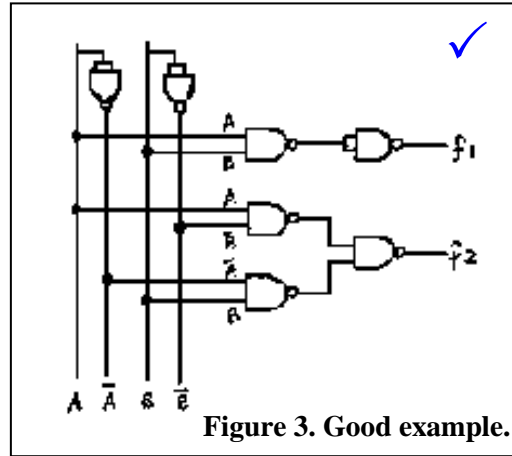 ✓
A
B
f1
A
B̅
f2
A̅
B
A A̅ B B̅
Figure 3. Good example.